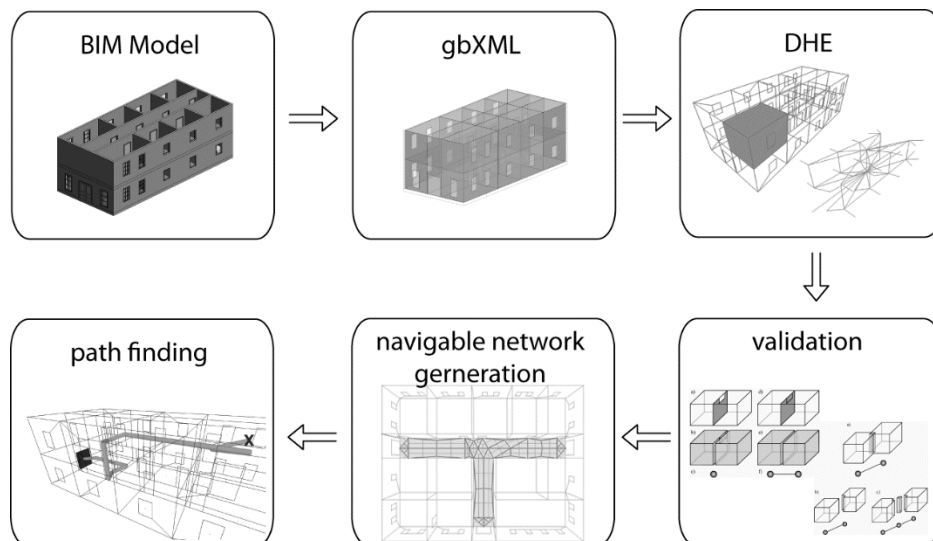 BIM Model
gbXML
DHE
path finding
X
navigable network
gerneration
validation
a)
d)
b)
e)
c)
f)